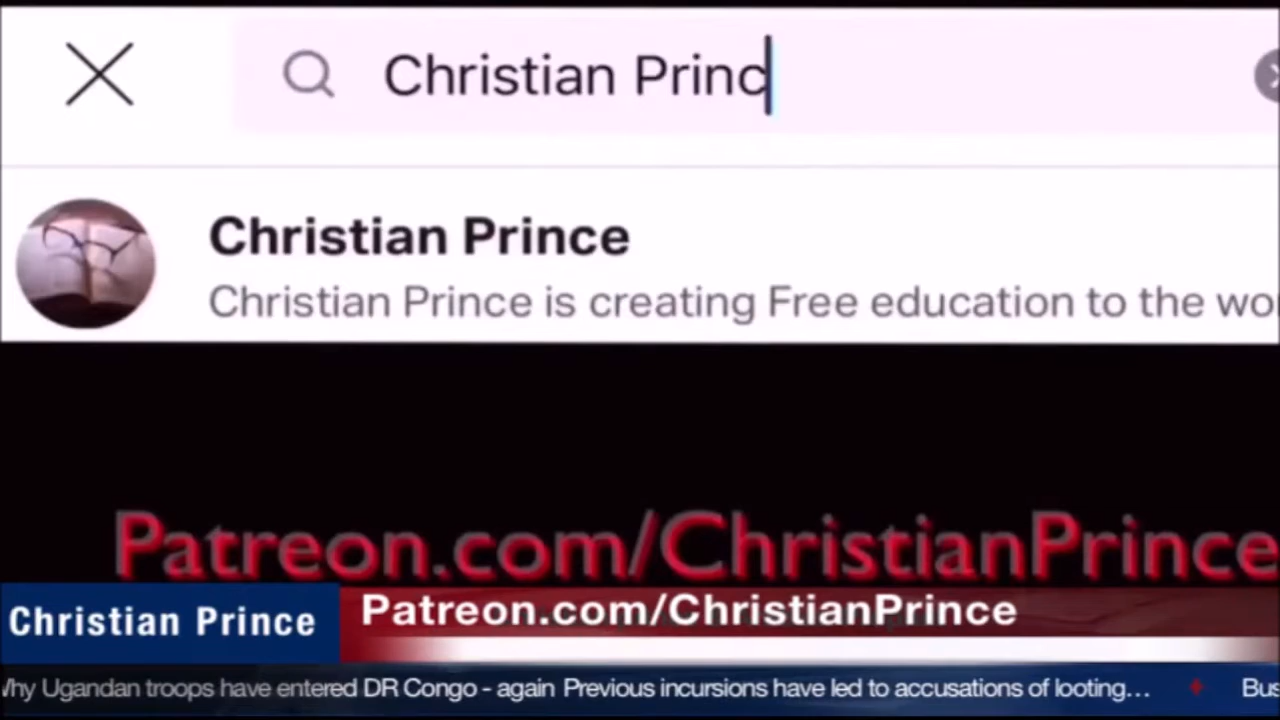 Christian Princ
Christian Prince
Christian Prince is creating Free education to the wo
Patreon.com/ChristianPrince
Christian Prince
Patreon.com/ChristianPrince
Why Ugandan troops have entered DR Congo - again Previous incursions have led to accusations of looting... Bus